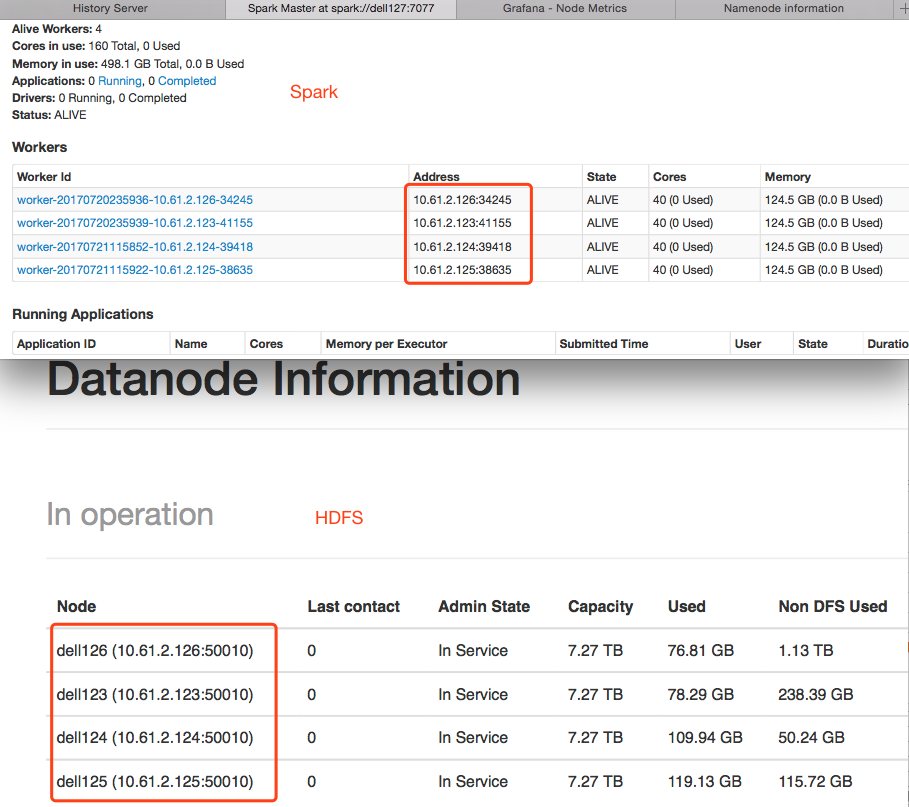 History Server Spark Master at spark://dell127:7077 Grafana - Node Metrics Namenode information +
Alive Workers: 4
Cores in use: 160 Total, 0 Used
Memory in use: 498.1 GB Total, 0.0 B Used
Applications: 0 Running, 0 Completed
Drivers: 0 Running, 0 Completed
Status: ALIVE
Spark
Workers
Worker Id Address State Cores Memory
worker-20170720235936-10.61.2.126-34245 10.61.2.126:34245 ALIVE 40 (0 Used) 124.5 GB (0.0 B Used)
worker-20170720235939-10.61.2.123-41155 10.61.2.123:41155 ALIVE 40 (0 Used) 124.5 GB (0.0 B Used)
worker-20170721115852-10.61.2.124-39418 10.61.2.124:39418 ALIVE 40 (0 Used) 124.5 GB (0.0 B Used)
worker-20170721115922-10.61.2.125-38635 10.61.2.125:38635 ALIVE 40 (0 Used) 124.5 GB (0.0 B Used)
Running Applications
Application ID Name Cores Memory per Executor Submitted Time User State Duratio
Datanode Information
In operation
HDFS
Node Last contact Admin State Capacity Used Non DFS Used
dell126 (10.61.2.126:50010) 0 In Service 7.27 TB 76.81 GB 1.13 TB
dell123 (10.61.2.123:50010) 0 In Service 7.27 TB 78.29 GB 238.39 GB
dell124 (10.61.2.124:50010) 0 In Service 7.27 TB 109.94 GB 50.24 GB
dell125 (10.61.2.125:50010) 0 In Service 7.27 TB 119.13 GB 115.72 GB